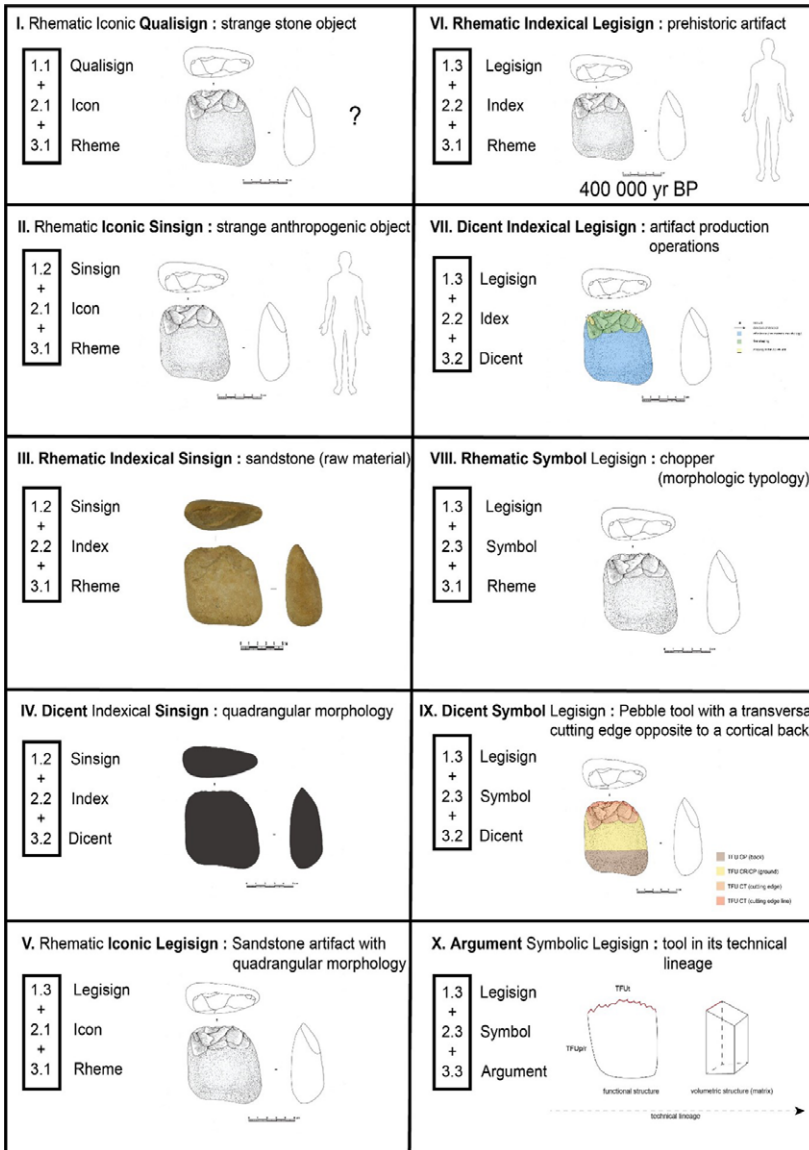 I. Rhematic Iconic Qualisign : strange stone object
1.1 Qualisign
+
2.1 Icon
+
3.1 Rheme
?
II. Rhematic Iconic Sinsign : strange anthropogenic object
1.2 Sinsign
+
2.1 Icon
+
3.1 Rheme
III. Rhematic Indexical Sinsign : sandstone (raw material)
1.2 Sinsign
+
2.2 Index
+
3.1 Rheme
IV. Dicent Indexical Sinsign : quadrangular morphology
1.2 Sinsign
+
2.2 Index
+
3.2 Dicent
V. Rhematic Iconic Legisign : Sandstone artifact with
quadrangular morphology
1.3 Legisign
+
2.1 Icon
+
3.1 Rheme
VI. Rhematic Indexical Legisign : prehistoric artifact
1.3 Legisign
+
2.2 Index
+
3.1 Rheme
400 000 yr BP
VII. Dicent Indexical Legisign : artifact production
operations
1.3 Legisign
+
2.2 Idex
+
3.2 Dicent
VIII. Rhematic Symbol Legisign : chopper
(morphologic typology)
1.3 Legisign
+
2.3 Symbol
+
3.1 Rheme
IX. Dicent Symbol Legisign : Pebble tool with a transversa
cutting edge opposite to a cortical back
1.3 Legisign
+
2.3 Symbol
+
3.2 Dicent
TFU CP (back)
TFU CR/CP (ground)
TFU CT (cutting edge)
TFU CT (cutting edge line)
X. Argument Symbolic Legisign : tool in its technical
lineage
1.3 Legisign
+
2.3 Symbol
+
3.3 Argument
TFUt
TFUp/r
functional structure
volumetric structure (matrix)
technical lineage